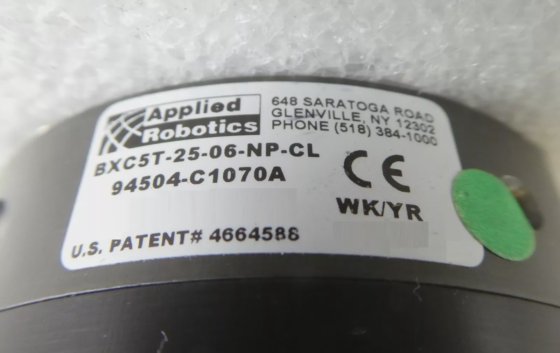 Applied
Robotics
648 SARATOGA ROAD
GLENVILLE, NY 12302
PHONE (518) 384-1000
BXC5T-25-06-NP-CL
94504-C1070A
CE
WK/YR
U.S. PATENT# 4664588